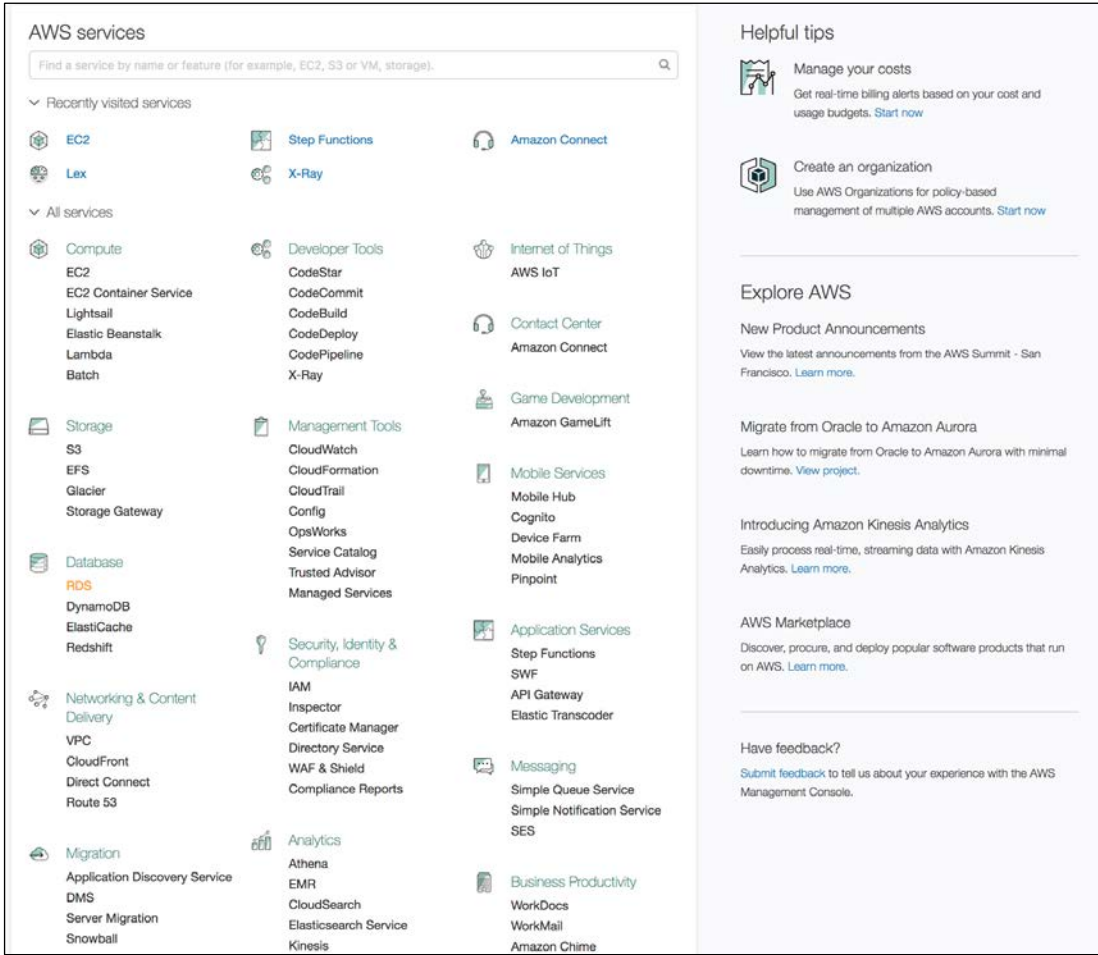 AWS services
Find a service by name or feature (for example, EC2, S3 or VM, storage).
Recently visited services
EC2
Step Functions
Amazon Connect
Lex
X-Ray
All services
Compute
EC2
EC2 Container Service
Lightsail
Elastic Beanstalk
Lambda
Batch
Storage
S3
EFS
Glacier
Storage Gateway
Database
RDS
DynamoDB
ElastiCache
Redshift
Networking & Content
Delivery
VPC
CloudFront
Direct Connect
Route 53
Migration
Application Discovery Service
DMS
Server Migration
Snowball
Developer Tools
CodeStar
CodeCommit
CodeBuild
CodeDeploy
CodePipeline
X-Ray
Management Tools
CloudWatch
CloudFormation
CloudTrail
Config
OpsWorks
Service Catalog
Trusted Advisor
Managed Services
Security, Identity &
Compliance
IAM
Inspector
Certificate Manager
Directory Service
WAF & Shield
Compliance Reports
Analytics
Athena
EMR
CloudSearch
Elasticsearch Service
Kinesis
Internet of Things
AWS IoT
Contact Center
Amazon Connect
Game Development
Amazon GameLift
Mobile Services
Mobile Hub
Cognito
Device Farm
Mobile Analytics
Pinpoint
Application Services
Step Functions
SWF
API Gateway
Elastic Transcoder
Messaging
Simple Queue Service
Simple Notification Service
SES
Business Productivity
WorkDocs
WorkMail
Amazon Chime
Helpful tips
Manage your costs
Get real-time billing alerts based on your cost and
usage budgets. Start now
Create an organization
Use AWS Organizations for policy-based
management of multiple AWS accounts. Start now
Explore AWS
New Product Announcements
View the latest announcements from the AWS Summit - San
Francisco. Learn more.
Migrate from Oracle to Amazon Aurora
Learn how to migrate from Oracle to Amazon Aurora with minimal
downtime. View project.
Introducing Amazon Kinesis Analytics
Easily process real-time, streaming data with Amazon Kinesis
Analytics. Learn more.
AWS Marketplace
Discover, procure, and deploy popular software products that run
on AWS. Learn more.
Have feedback?
Submit feedback to tell us about your experience with the AWS
Management Console.